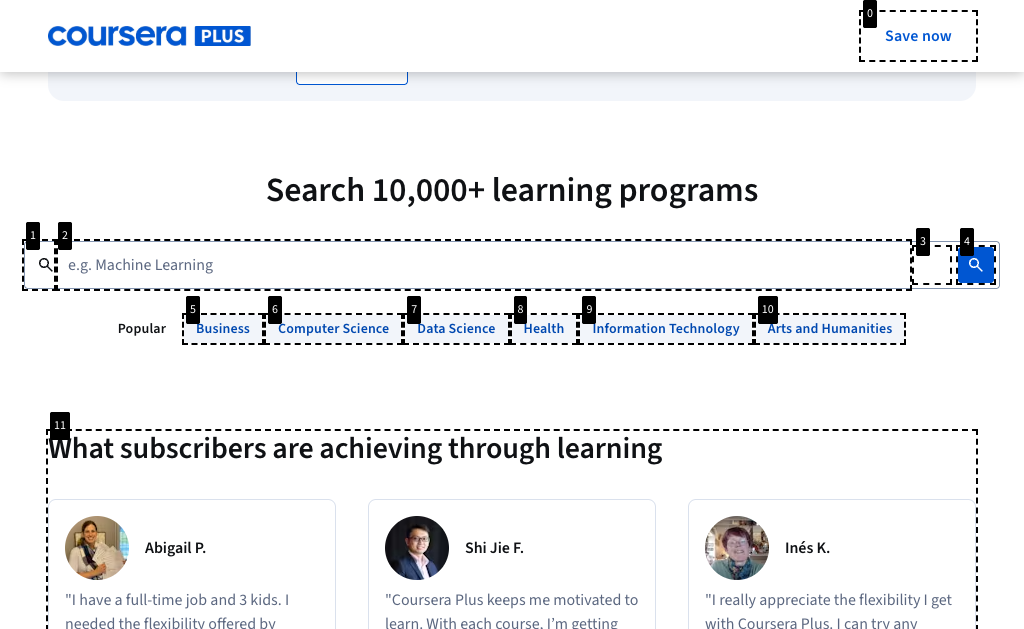 coursera PLUS
0
Save now
Search 10,000+ learning programs
1
2
3
4
e.g. Machine Learning
5
6
7
8
9
10
Popular
Business
Computer Science
Data Science
Health
Information Technology
Arts and Humanities
11
What subscribers are achieving through learning
Abigail P.
"I have a full-time job and 3 kids. I
needed the flexibility offered by
Shi Jie F.
"Coursera Plus keeps me motivated to
learn. With each course, I'm getting
Inés K.
"I really appreciate the flexibility I get
with Coursera Plus. I can try any